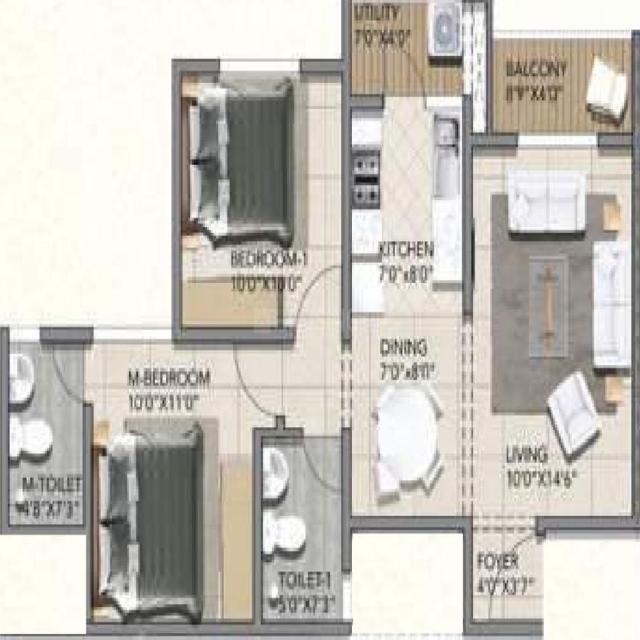 UTILITY
7'0"X4'0"
BALCONY
8'9"X4'0"
BEDROOM-1
10'0"X10'0"
KITCHEN
7'0"x8'0"
DINING
7'0"x8'0"
M-BEDROOM
10'0"X11'0"
LIVING
10'0"X14'6"
M-TOILET
4'8"X7'3"
TOILET-1
5'0"X7'3"
FOYER
4'0"X3'7"